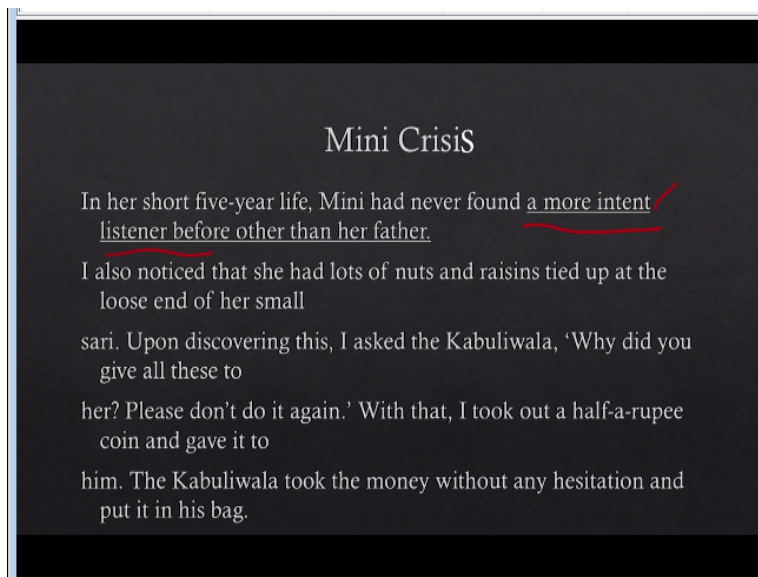 Mini Crisis
In her short five-year life, Mini had never found a more intent
listener before other than her father.
I also noticed that she had lots of nuts and raisins tied up at the
loose end of her small
sari. Upon discovering this, I asked the Kabuliwala, ‘Why did you
give all these to
her? Please don’t do it again.’ With that, I took out a half-a-rupee
coin and gave it to
him. The Kabuliwala took the money without any hesitation and
put it in his bag.